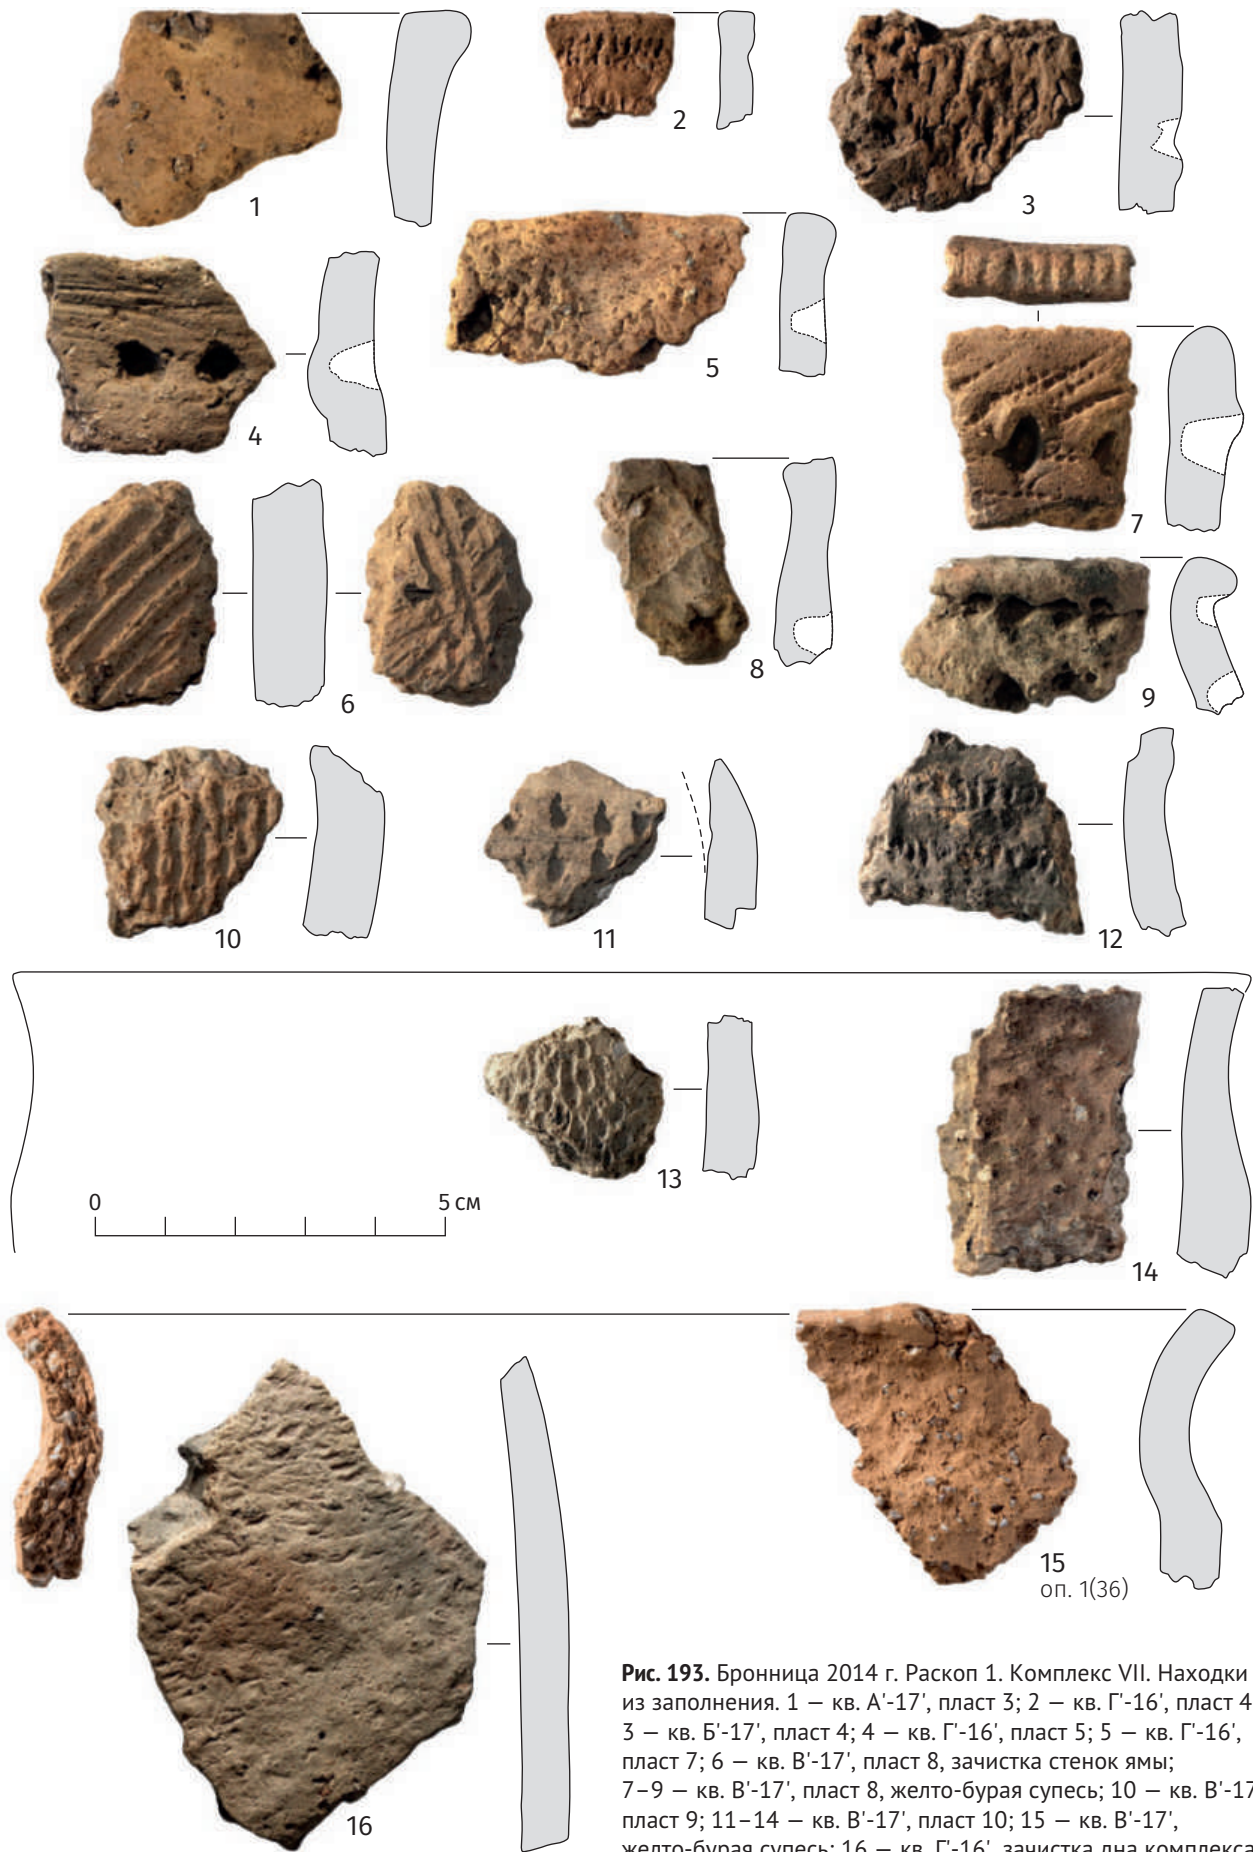 1
2
3
4
5
6
7
8
9
10
11
12
13
14
0 5 см
15
оп. 1(36)
16
Рис. 193. Бронница 2014 г. Раскоп 1. Комплекс VII. Находки
из заполнения. 1 — кв. А'-17', пласт 3; 2 — кв. Г'-16', пласт 4
3 — кв. Б'-17', пласт 4; 4 — кв. Г'-16', пласт 5; 5 — кв. Г'-16',
пласт 7; 6 — кв. В'-17', пласт 8, зачистка стенок ямы;
7–9 — кв. В'-17', пласт 8, желто-бурая супесь; 10 — кв. В'-17
пласт 9; 11–14 — кв. В'-17', пласт 10; 15 — кв. В'-17',
желто-бурая супесь; 16 — кв. Г'-16', зачистка дна комплекса